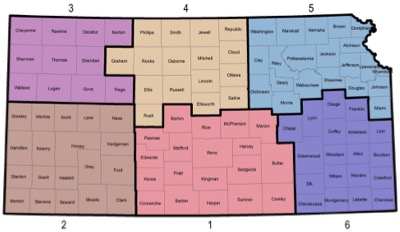 3 4 5
Cheyenne Rawlins Decatur Norton Phillips Smith Jewell Republic Washington Marshall Nemaha Brown Doniphan
Sherman Thomas Sheridan Graham Rooks Osborne Mitchell Cloud Clay Riley Pottawatomie Jackson Atchison
Jefferson Leavenworth Wyandotte
Wallace Logan Gove Trego Ellis Russell Lincoln Ottawa Dickinson Geary Wabaunsee Shawnee Douglas Johnson
Ellsworth Saline Morris
Greeley Wichita Scott Lane Ness Rush Barton Rice McPherson Marion Chase Lyon Osage Franklin Miami
Hamilton Kearny Finney Hodgeman Pawnee Stafford Reno Harvey Coffey Anderson Linn
Gray Ford Edwards Sedgwick Butler Greenwood Woodson Allen Bourbon
Stanton Grant Haskell Kiowa Pratt Kingman Elk Wilson Neosho Crawford
Morton Stevens Seward Meade Clark Comanche Barber Harper Sumner Cowley Chautauqua Montgomery Labette Cherokee
2 1 6